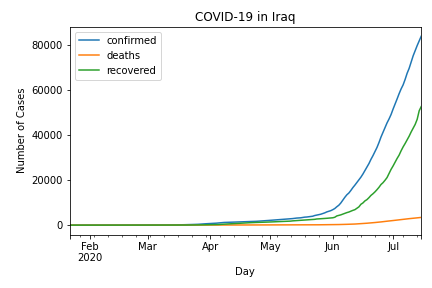 COVID-19 in Iraq
confirmed
deaths
recovered
Number of Cases
80000
60000
40000
20000
0
Feb Mar Apr May Jun Jul
2020
Day